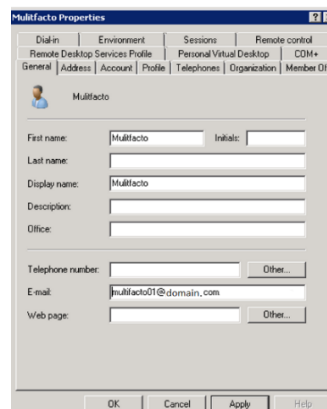 Mulitfacto Properties ?
Dial-in Environment Sessions Remote control
Remote Desktop Services Profile Personal Virtual Desktop COM+
General Address Account Profile Telephones Organization Member Of
Mulitfacto
First name: Mulitfacto Initials:
Last name:
Display name: Mulitfacto
Description:
Office:
Telephone number: Other...
E-mail: multifacto01@domain.com
Web page: Other...
OK Cancel Apply Help